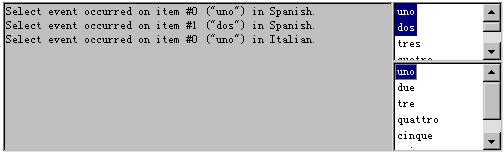 Select event occurred on item #0 ("uno") in Spanish.
Select event occurred on item #1 ("dos") in Spanish.
Select event occurred on item #0 ("uno") in Italian.
uno
dos
tres
uno
due
tre
quattro
cinque